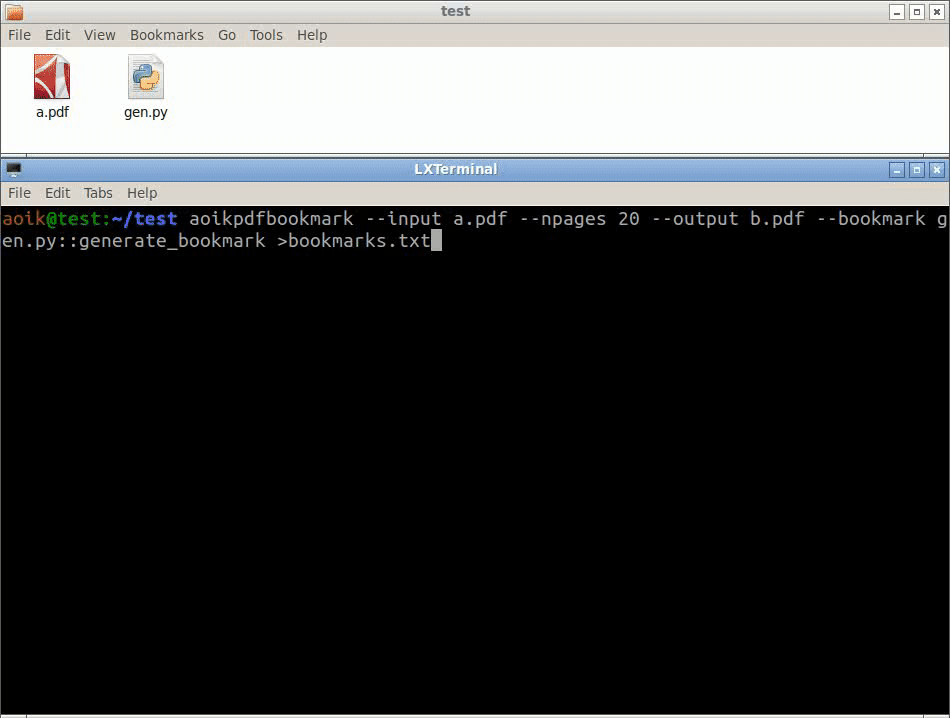 test
File Edit View Bookmarks Go Tools Help
a.pdf gen.py
LXTerminal
File Edit Tabs Help
aoik@test:~/test aoikpdfbookmark --input a.pdf --npages 20 --output b.pdf --bookmark g
en.py::generate_bookmark >bookmarks.txt